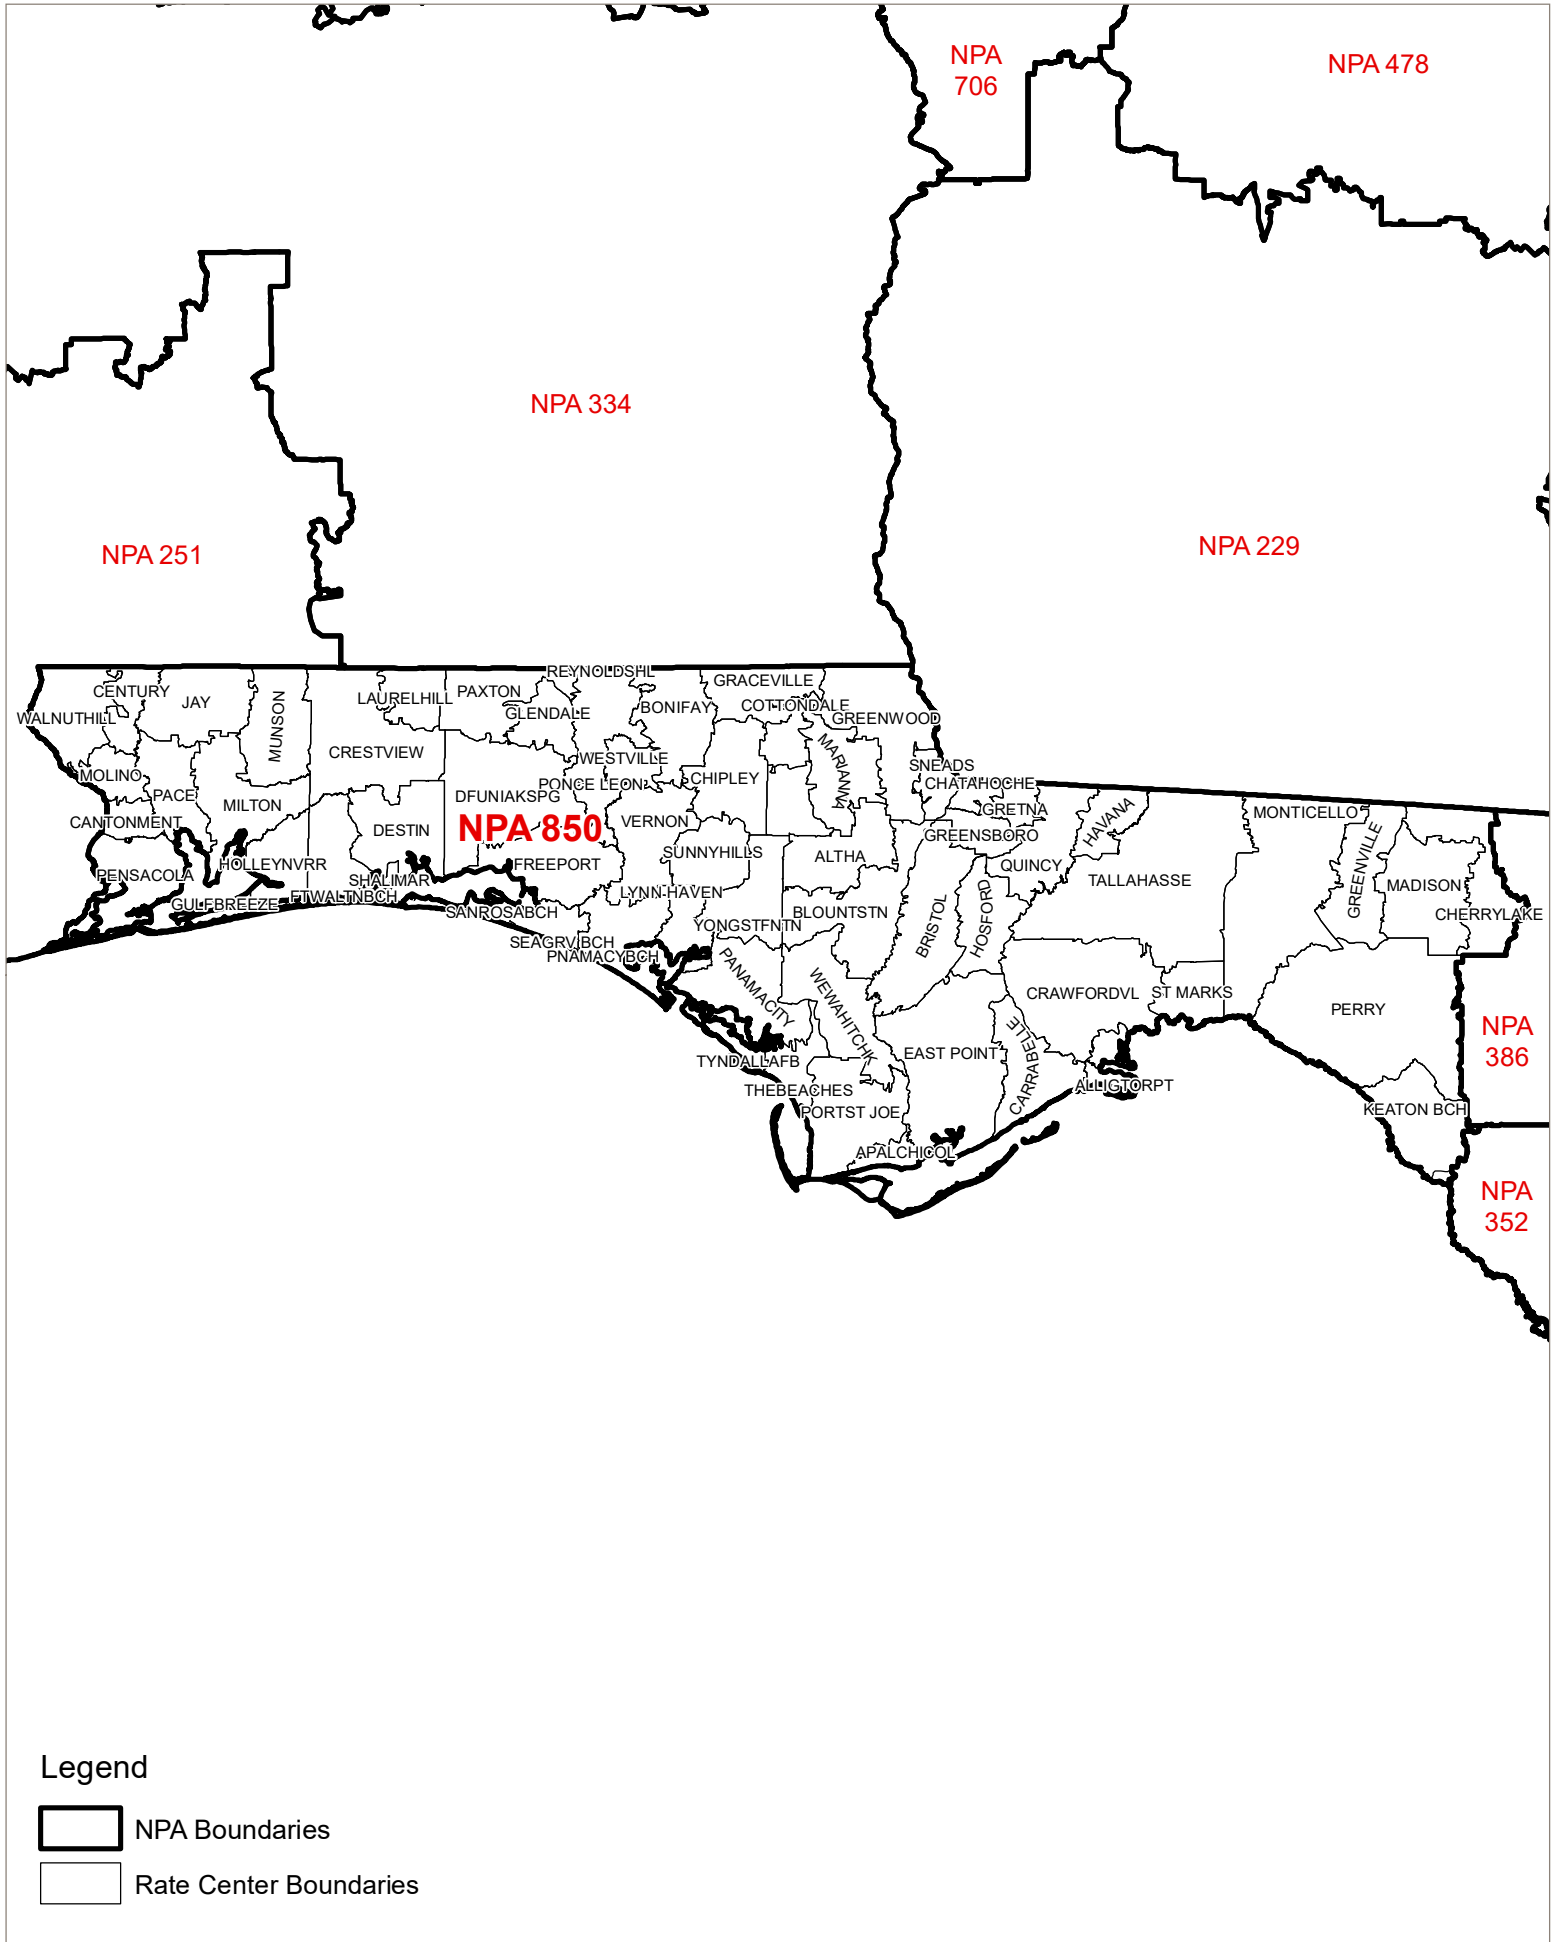 NPA
706
NPA 478
NPA 334
NPA 251
NPA 229
REYNOLDSHL
GRACEVILLE
CENTURY
JAY
MUNSON
LAURELHILL
PAXTON
GLENDALE
BONIFAY
COTTONDALE
GREENWOOD
WALNUTHILL
CRESTVIEW
WESTVILLE
MARIANNA
SNEADS
MOLINO
PONCE LEON
CHIPLEY
CHATAHOCHE
PACE
MILTON
DFUNIAKSPG
GRETNA
HAVANA
MONTICELLO
CANTONMENT
DESTIN
NPA 850
VERNON
GREENSBORO
SUNNYHILLS
ALTHA
HOLLEYNVRR
FREEPORT
QUINCY
GREENVILLE
PENSACOLA
SHALIMAR
TALLAHASSE
MADISON
GULFBREEZE
FTWALTNBCH
LYNN HAVEN
SANROSABCH
BLOUNTSTN
BRISTOL
HOSFORD
CHERRYLAKE
YONGSTFNTN
SEAGRV BCH
PNAMACYBCH
PANAMACITY
WEWAHITCHK
CRAWFORDVL
ST MARKS
PERRY
NPA
386
EAST POINT
CARRABELLE
TYNDALLAFB
THEBEACHES
ALLIGTORPT
PORTST JOE
KEATON BCH
APALCHICOL
NPA
352
Legend
NPA Boundaries
Rate Center Boundaries